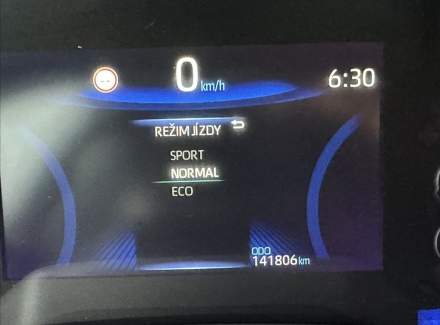 0 km/h
6:30
REŽIM JÍZDY
SPORT
NORMAL
ECO
ODO
141806 km